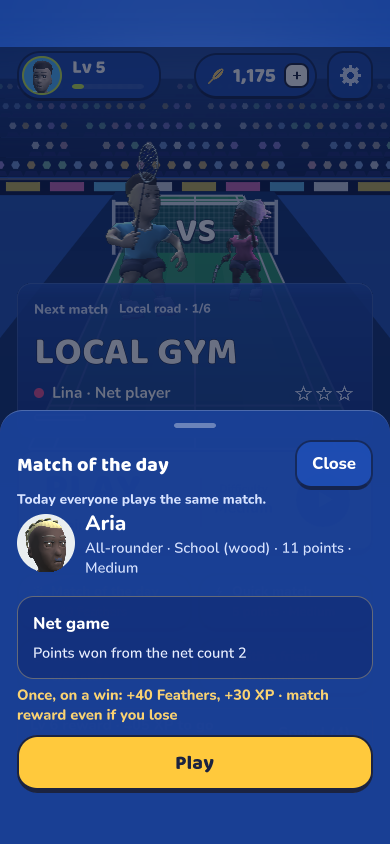 Lv 5
1,175
+
VS
Next match Local road · 1/6
LOCAL GYM
Lina · Net player
Match of the day
Close
Today everyone plays the same match.
Aria
All-rounder · School (wood) · 11 points ·
Medium
Net game
Points won from the net count 2
Once, on a win: +40 Feathers, +30 XP · match
reward even if you lose
Play